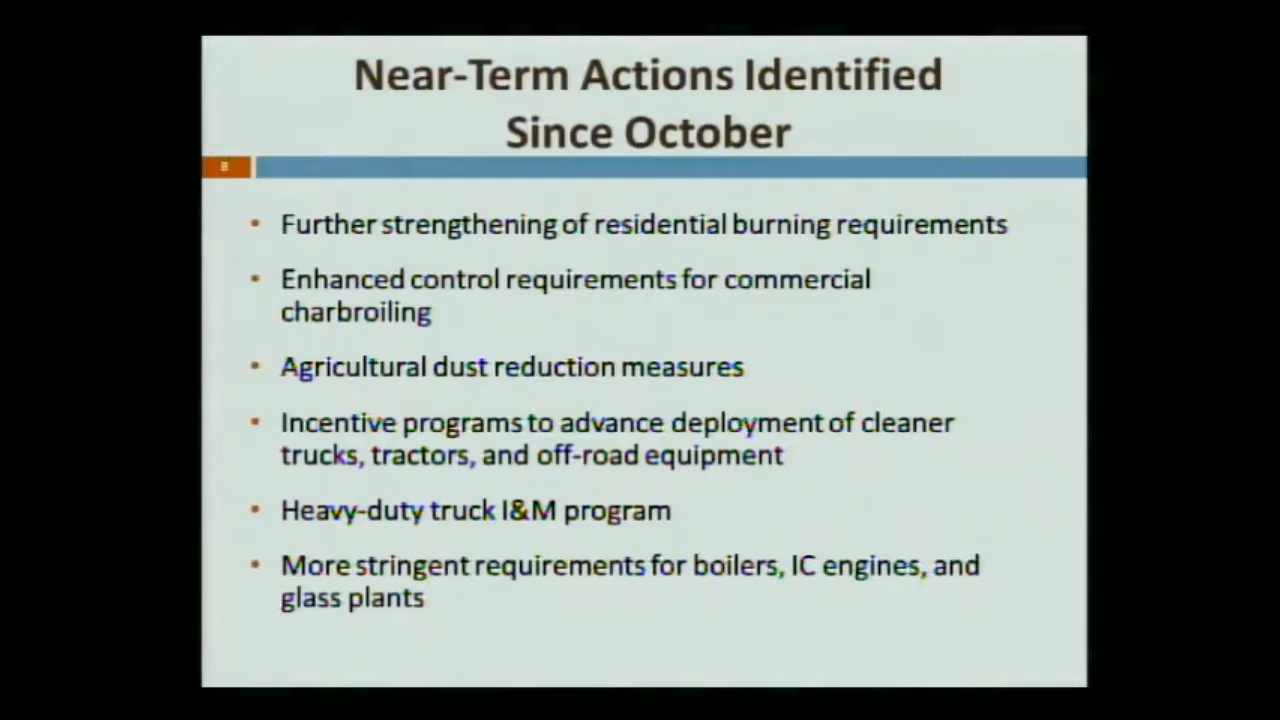 Near-Term Actions Identified
Since October
8
• Further strengthening of residential burning requirements
• Enhanced control requirements for commercial
charbroiling
• Agricultural dust reduction measures
• Incentive programs to advance deployment of cleaner
trucks, tractors, and off-road equipment
• Heavy-duty truck I&M program
• More stringent requirements for boilers, IC engines, and
glass plants